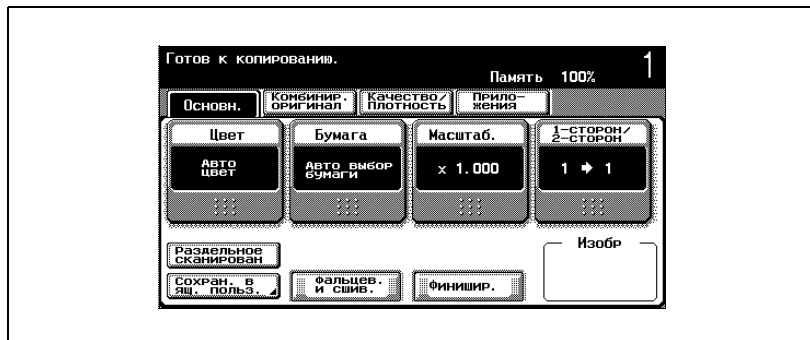 Готов к копированию.
Память 100% 1
Основн.
Комбинир.
оригинал
Качество/
плотность
Прило-
жения
Цвет
Бумага
Масштаб.
1-сторон/
2-сторон
Авто
цвет
Авто выбор
бумаги
x 1.000
1 ➔ 1
Раздельное
сканирован
Изобр
Сохран. в
ящ. польз.
Фальцев.
и сшив.
Финишир.